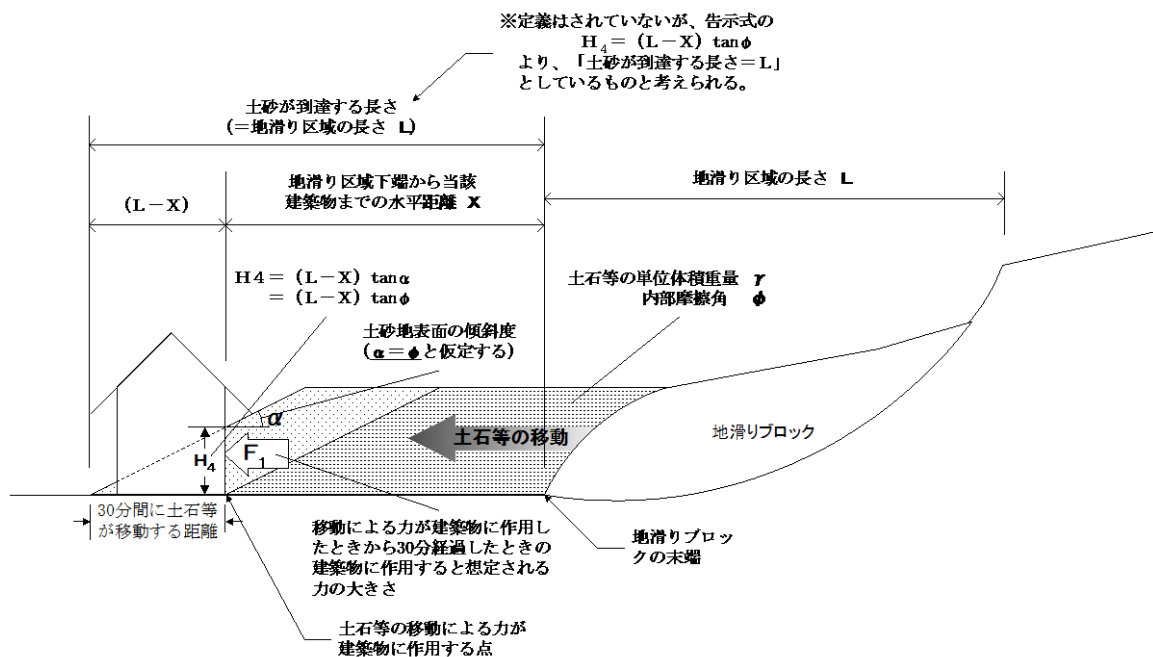 ※定義はされていないが、告示式の
H4＝（L－X）tanφ
より、「土砂が到達する長さ＝L」
としているものと考えられる。
土砂が到達する長さ
(＝地滑り区域の長さ L)
(L－X)
地滑り区域下端から当該
建築物までの水平距離 X
地滑り区域の長さ L
H4＝（L－X）tanα
＝（L－X）tanφ
土石等の単位体積重量 γ
内部摩擦角 φ
土砂地表面の傾斜度
(α＝φと仮定する)
α
土石等の移動
地滑りブロック
H4
F1
30分間に土石等
が移動する距離
移動による力が建築物に作用し
たときから30分経過したときの
建築物に作用すると想定される
力の大きさ
地滑りブロッ
クの末端
土石等の移動による力が
建築物に作用する点